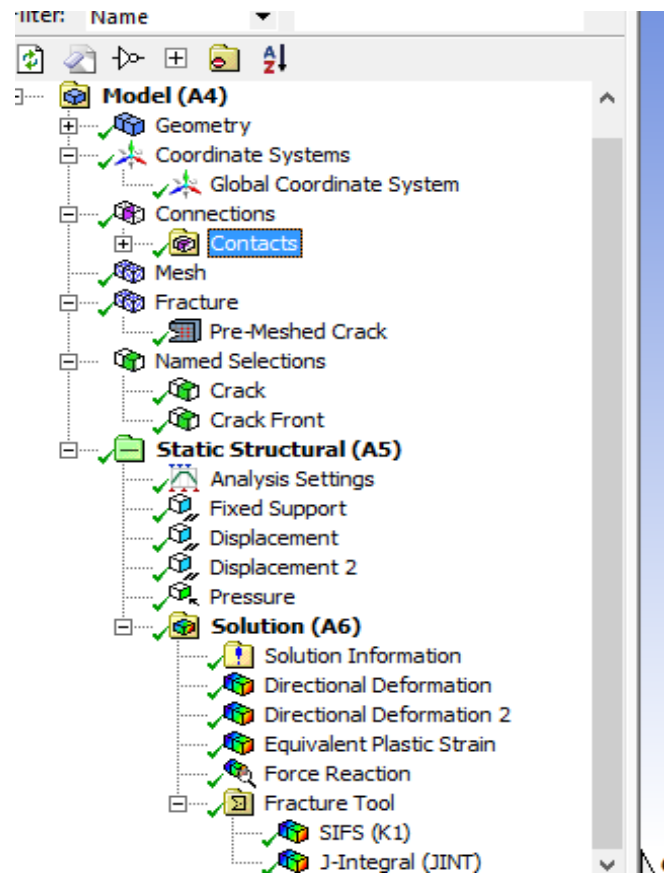 Filter: Name
Model (A4)
Geometry
Coordinate Systems
Global Coordinate System
Connections
Contacts
Mesh
Fracture
Pre-Meshed Crack
Named Selections
Crack
Crack Front
Static Structural (A5)
Analysis Settings
Fixed Support
Displacement
Displacement 2
Pressure
Solution (A6)
Solution Information
Directional Deformation
Directional Deformation 2
Equivalent Plastic Strain
Force Reaction
Fracture Tool
SIFS (K1)
J-Integral (JINT)